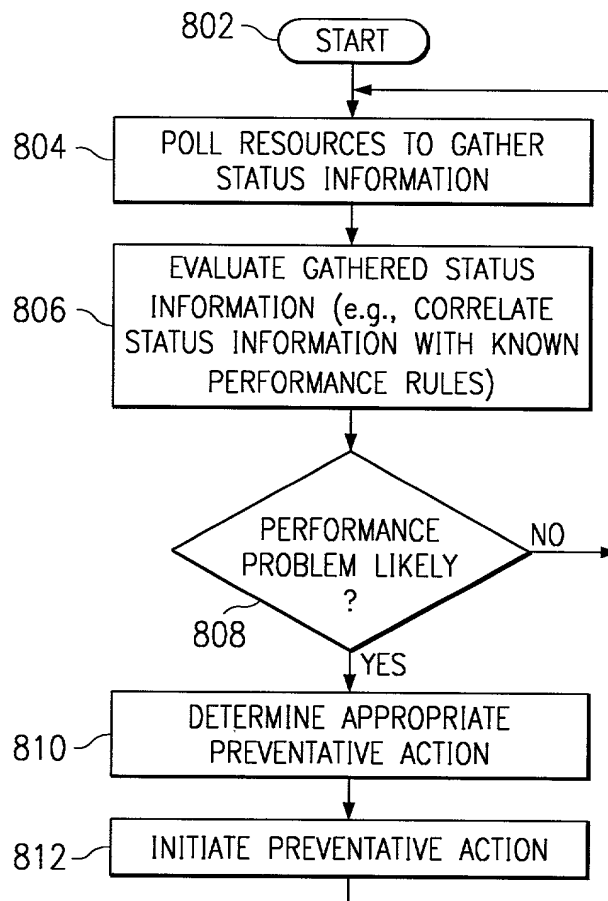 802
START
804
POLL RESOURCES TO GATHER
STATUS INFORMATION
806
EVALUATE GATHERED STATUS
INFORMATION (e.g., CORRELATE
STATUS INFORMATION WITH KNOWN
PERFORMANCE RULES)
PERFORMANCE
PROBLEM LIKELY
?
NO
808
YES
810
DETERMINE APPROPRIATE
PREVENTATIVE ACTION
812
INITIATE PREVENTATIVE ACTION